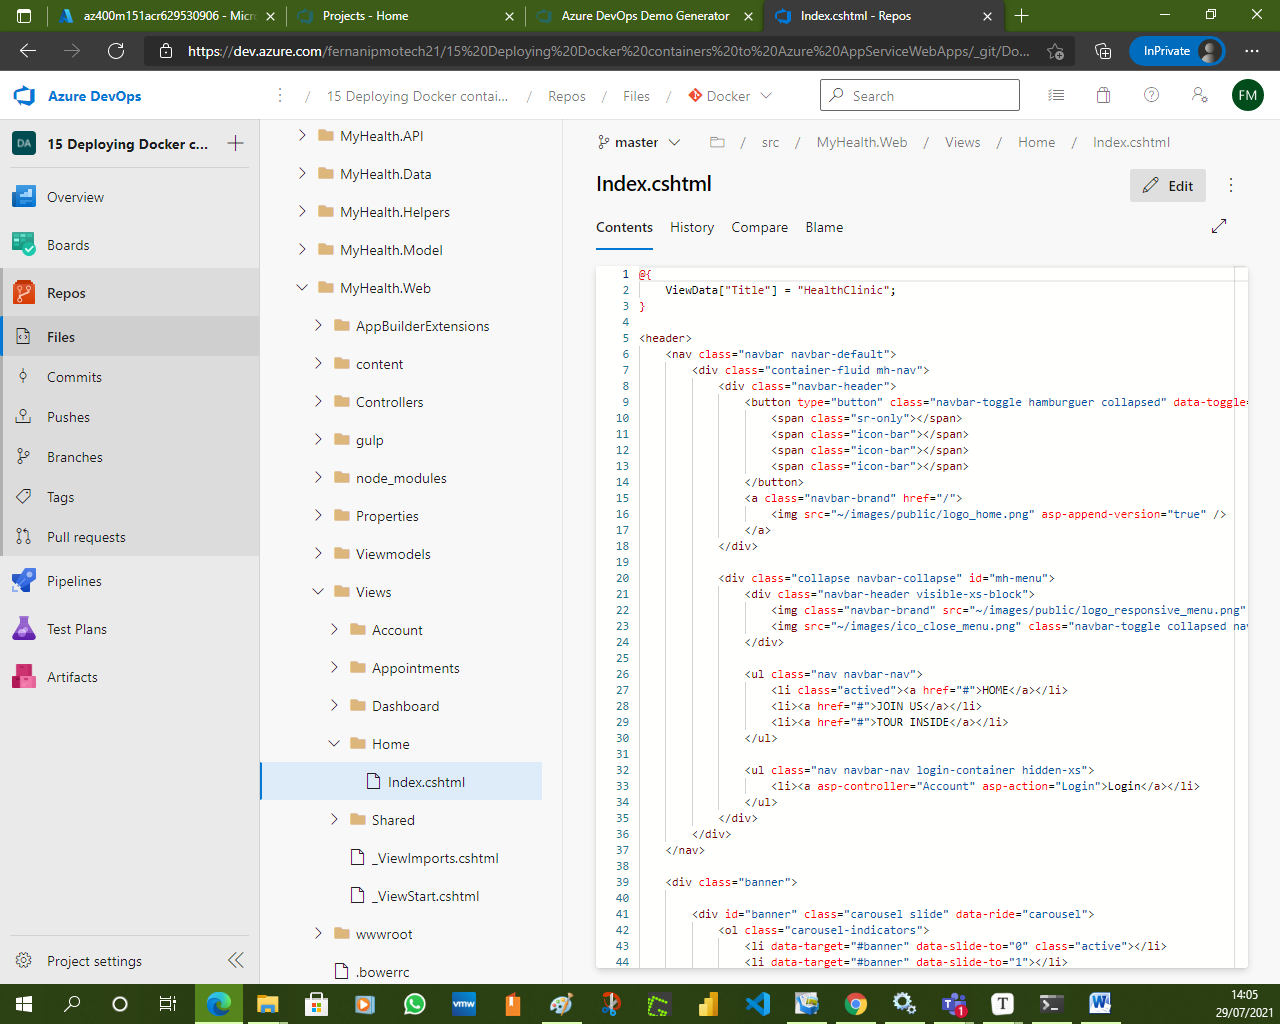 az400m151acr629530906 - Micr
Projects - Home
Azure DevOps Demo Generator
Index.cshtml - Repos
https://dev.azure.com/fernanipmotech21/15%20Deploying%20Docker%20containers%20to%20Azure%20AppServiceWebApps/_git/Do...
InPrivate
Azure DevOps
/ 15 Deploying Docker contai... / Repos / Files / Docker
Search
FM
DA
15 Deploying Docker c...
Overview
Boards
Repos
Files
Commits
Pushes
Branches
Tags
Pull requests
Pipelines
Test Plans
Artifacts
Project settings
MyHealth.API
MyHealth.Data
MyHealth.Helpers
MyHealth.Model
MyHealth.Web
AppBuilderExtensions
content
Controllers
gulp
node_modules
Properties
Viewmodels
Views
Account
Appointments
Dashboard
Home
Index.cshtml
Shared
_ViewImports.cshtml
_ViewStart.cshtml
wwwroot
.bowerrc
master / src / MyHealth.Web / Views / Home / Index.cshtml
Index.cshtml
Edit
Contents History Compare Blame
1 @{
2 ViewData["Title"] = "HealthClinic";
3 }
4
5 <header>
6 <nav class="navbar navbar-default">
7 <div class="container-fluid mh-nav">
8 <div class="navbar-header">
9 <button type="button" class="navbar-toggle hamburguer collapsed" data-toggle=
10 <span class="sr-only"></span>
11 <span class="icon-bar"></span>
12 <span class="icon-bar"></span>
13 <span class="icon-bar"></span>
14 </button>
15 <a class="navbar-brand" href="/">
16 <img src="~/images/public/logo_home.png" asp-append-version="true" />
17 </a>
18 </div>
19
20 <div class="collapse navbar-collapse" id="mh-menu">
21 <div class="navbar-header visible-xs-block">
22 <img class="navbar-brand" src="~/images/public/logo_responsive_menu.png"
23 <img src="~/images/ico_close_menu.png" class="navbar-toggle collapsed nav
24 </div>
25
26 <ul class="nav navbar-nav">
27 <li class="actived"><a href="#">HOME</a></li>
28 <li><a href="#">JOIN US</a></li>
29 <li><a href="#">TOUR INSIDE</a></li>
30 </ul>
31
32 <ul class="nav navbar-nav login-container hidden-xs">
33 <li><a asp-controller="Account" asp-action="Login">Login</a></li>
34 </ul>
35 </div>
36 </div>
37 </nav>
38
39 <div class="banner">
40
41 <div id="banner" class="carousel slide" data-ride="carousel">
42 <ol class="carousel-indicators">
43 <li data-target="#banner" data-slide-to="0" class="active"></li>
44 <li data-target="#banner" data-slide-to="1"></li>
vmw
1
T
W
14:05
29/07/2021